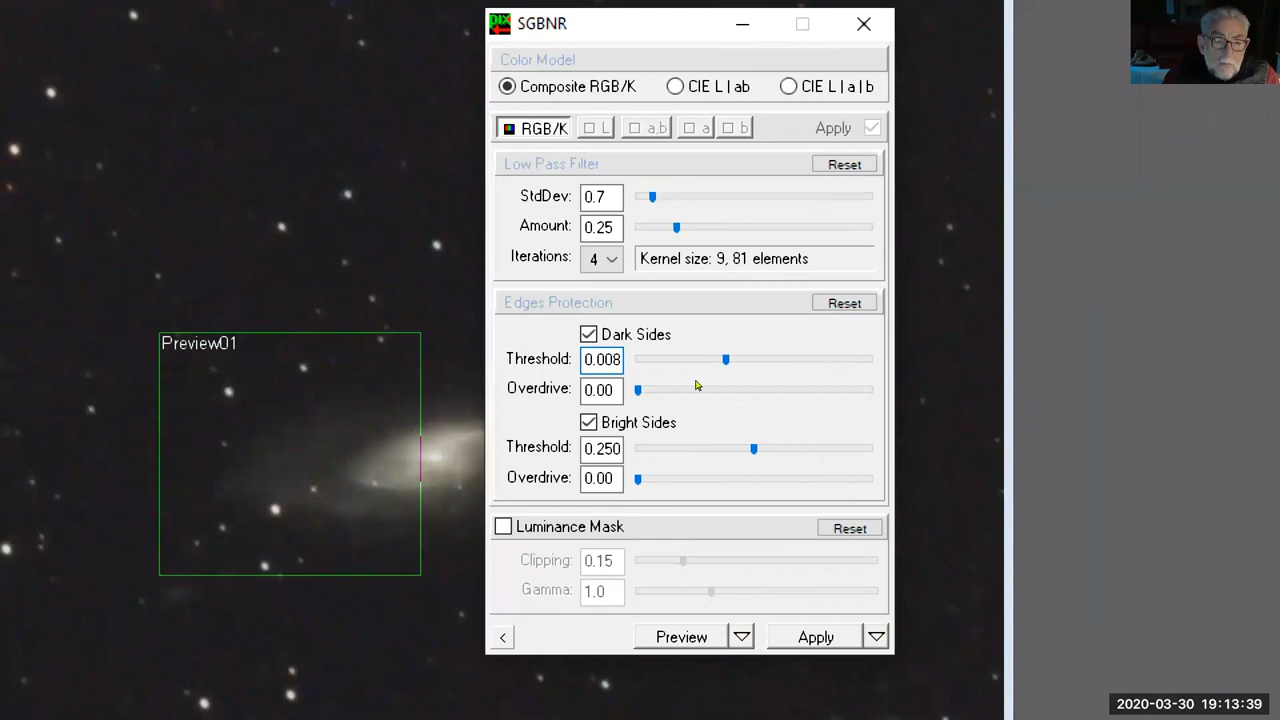 SGBNR
Color Model
Composite RGB/K CIE L | ab CIE L | a | b
RGB/K L a,b a b Apply
Low Pass Filter Reset
StdDev: 0.7
Amount: 0.25
Iterations: 4 Kernel size: 9, 81 elements
Edges Protection Reset
Dark Sides
Threshold: 0.008
Overdrive: 0.00
Bright Sides
Threshold: 0.250
Overdrive: 0.00
Luminance Mask Reset
Clipping: 0.15
Gamma: 1.0
< Preview Apply
Preview01
2020-03-30 19:13:39